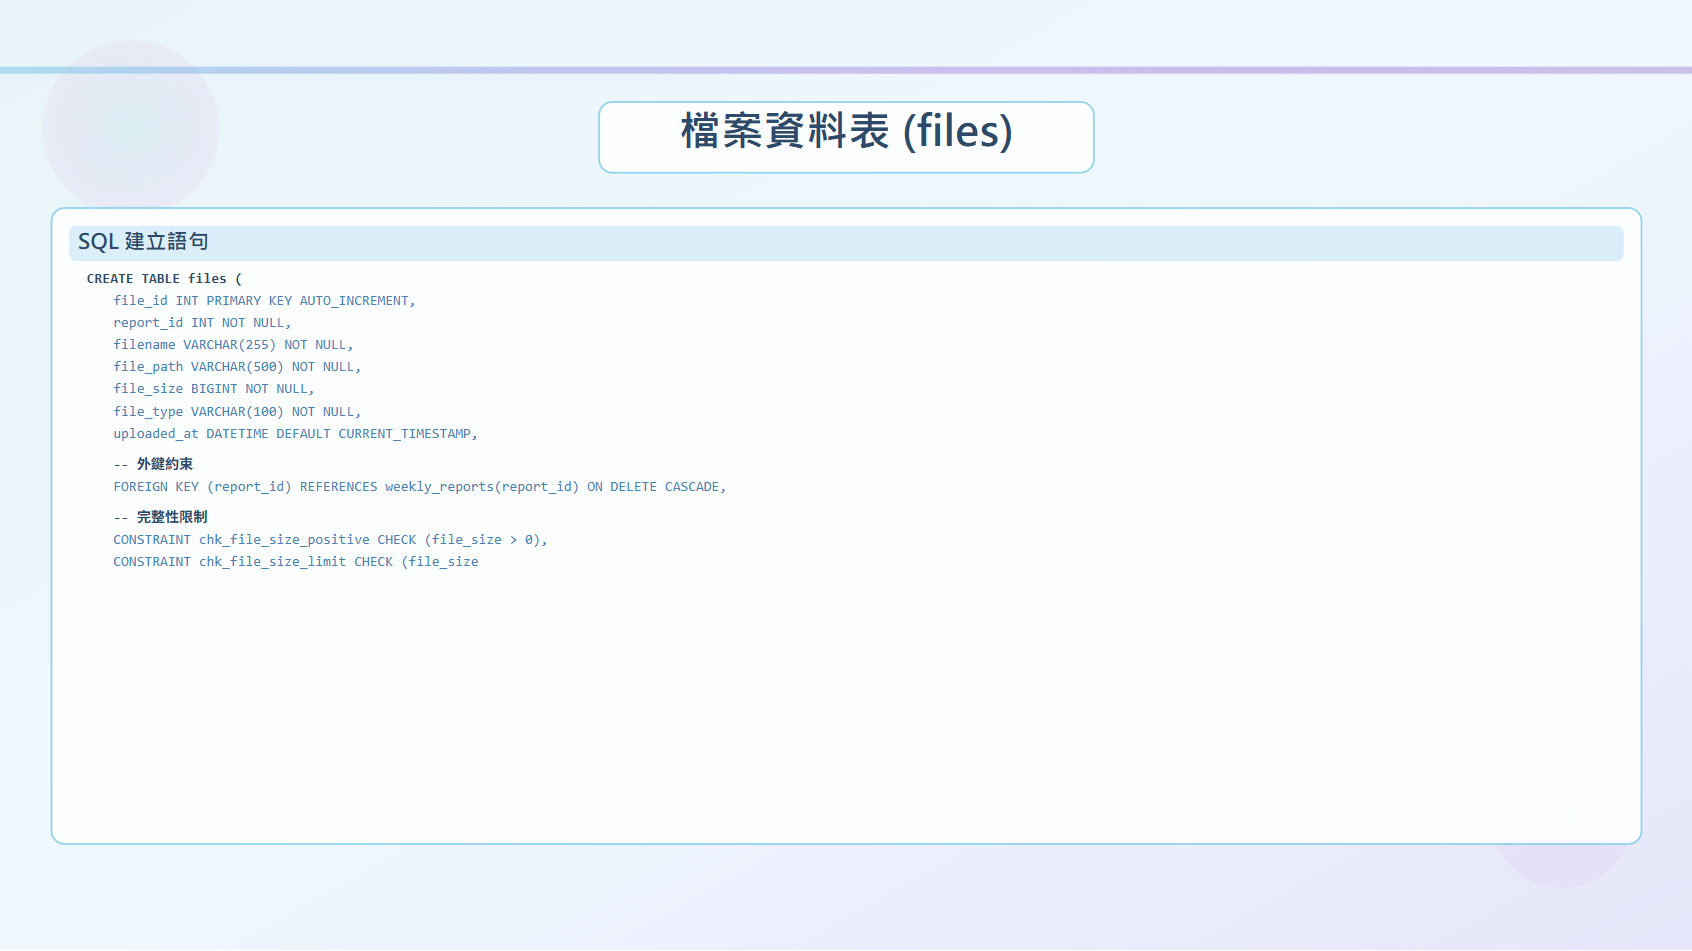 檔案資料表 (files)
SQL 建立語句
CREATE TABLE files (
file_id INT PRIMARY KEY AUTO_INCREMENT,
report_id INT NOT NULL,
filename VARCHAR(255) NOT NULL,
file_path VARCHAR(500) NOT NULL,
file_size BIGINT NOT NULL,
file_type VARCHAR(100) NOT NULL,
uploaded_at DATETIME DEFAULT CURRENT_TIMESTAMP,
-- 外鍵約束
FOREIGN KEY (report_id) REFERENCES weekly_reports(report_id) ON DELETE CASCADE,
-- 完整性限制
CONSTRAINT chk_file_size_positive CHECK (file_size > 0),
CONSTRAINT chk_file_size_limit CHECK (file_size